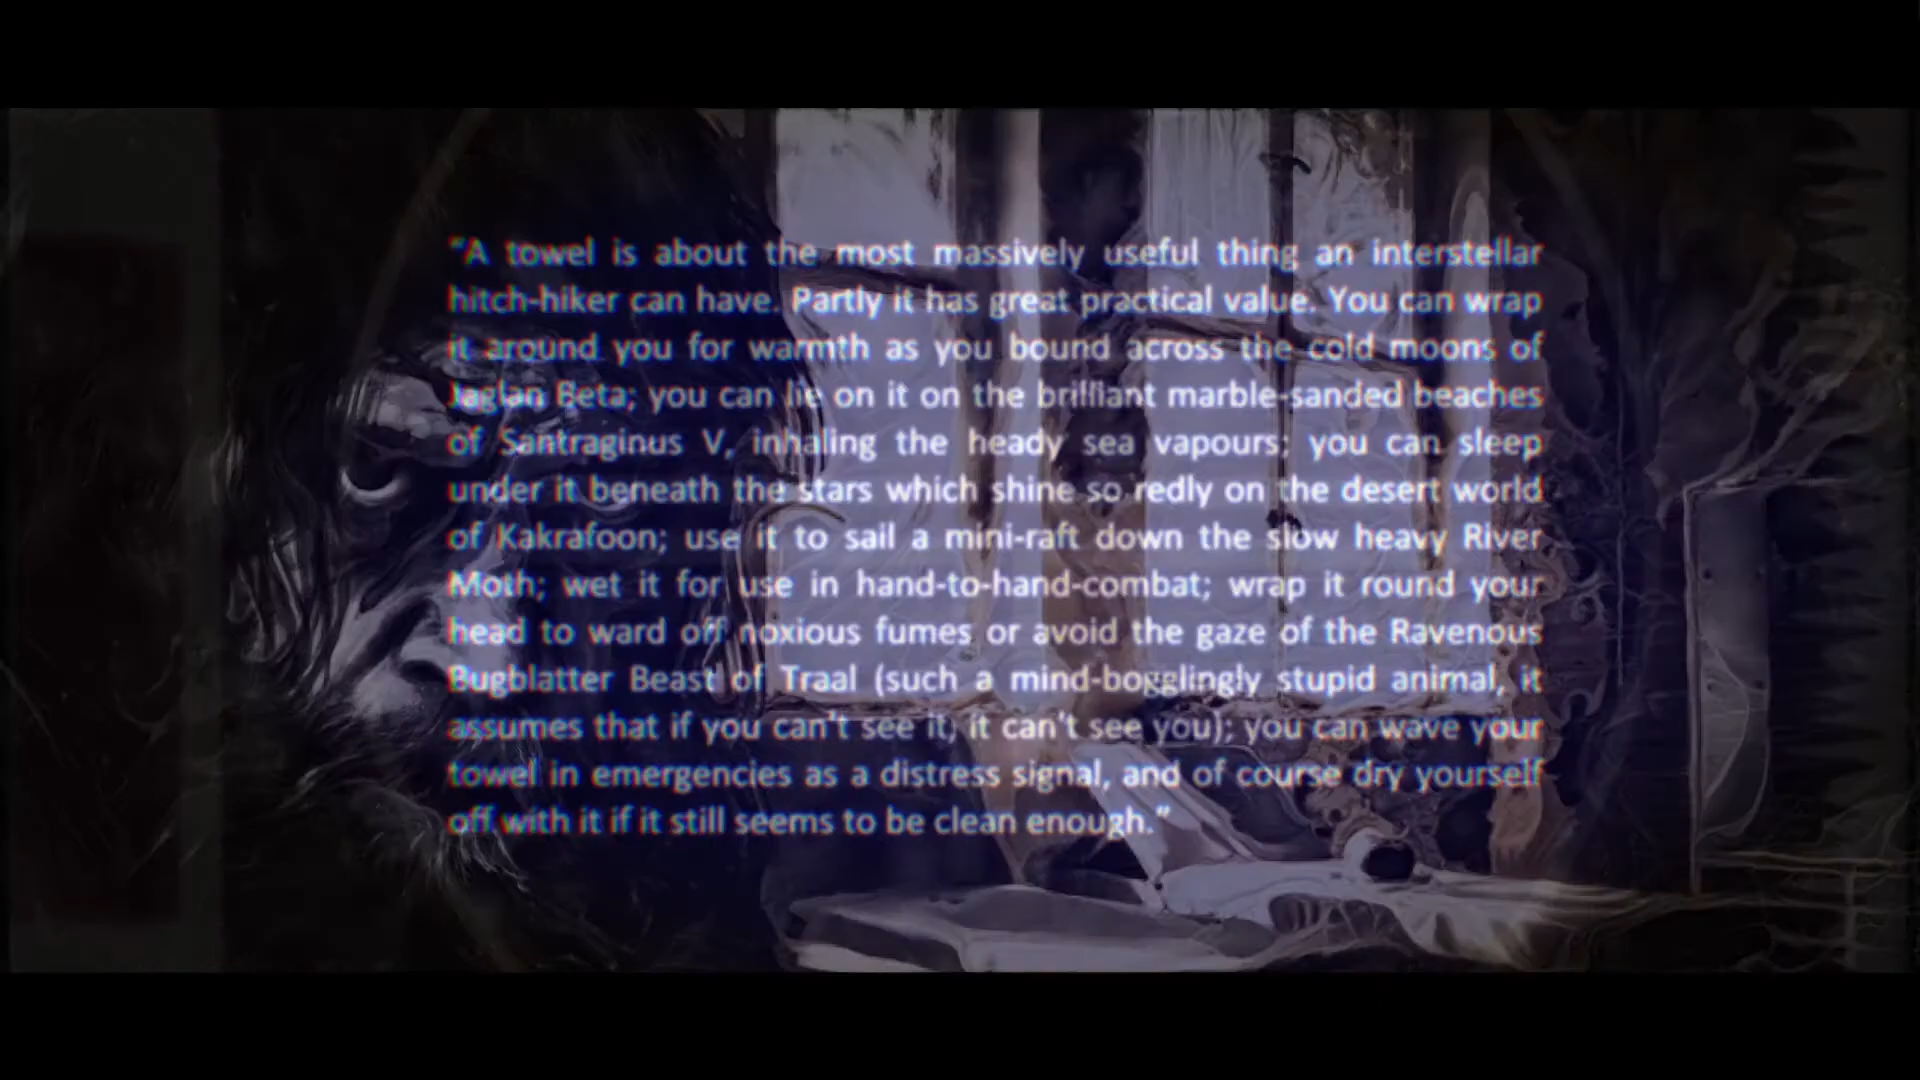 “A towel is about the most massively useful thing an interstellar
hitch-hiker can have. Partly it has great practical value. You can wrap
it around you for warmth as you bound across the cold moons of
Jaglan Beta; you can lie on it on the brilliant marble-sanded beaches
of Santraginus V, inhaling the heady sea vapours; you can sleep
under it beneath the stars which shine so redly on the desert world
of Kakrafoon; use it to sail a mini-raft down the slow heavy River
Moth; wet it for use in hand-to-hand-combat; wrap it round your
head to ward off noxious fumes or avoid the gaze of the Ravenous
Bugblatter Beast of Traal (such a mind-bogglingly stupid animal, it
assumes that if you can't see it, it can't see you); you can wave your
towel in emergencies as a distress signal, and of course dry yourself
off with it if it still seems to be clean enough.”